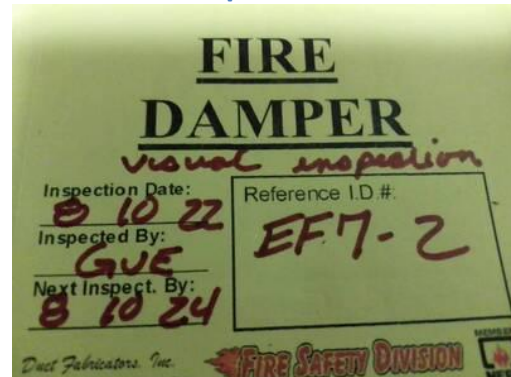 FIRE
DAMPER
visual inspection
Inspection Date:
8 10 22
Inspected By:
GUE
Next Inspect. By:
8 10 24
Reference I.D.#:
EF7-2
Duct Fabricators, Inc.
FIRE SAFETY DIVISION
MEMBER